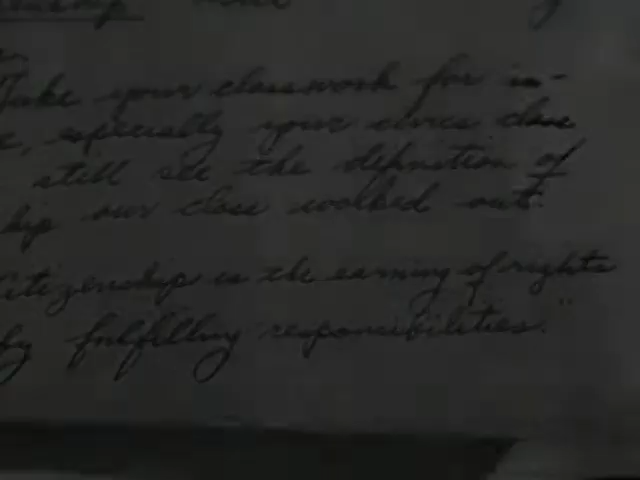 Take your classwork for in-
e, especially your civics class
still see the definition of
hip our class worked out.
Citizenship is the earning of rights
by fulfilling responsibilities."